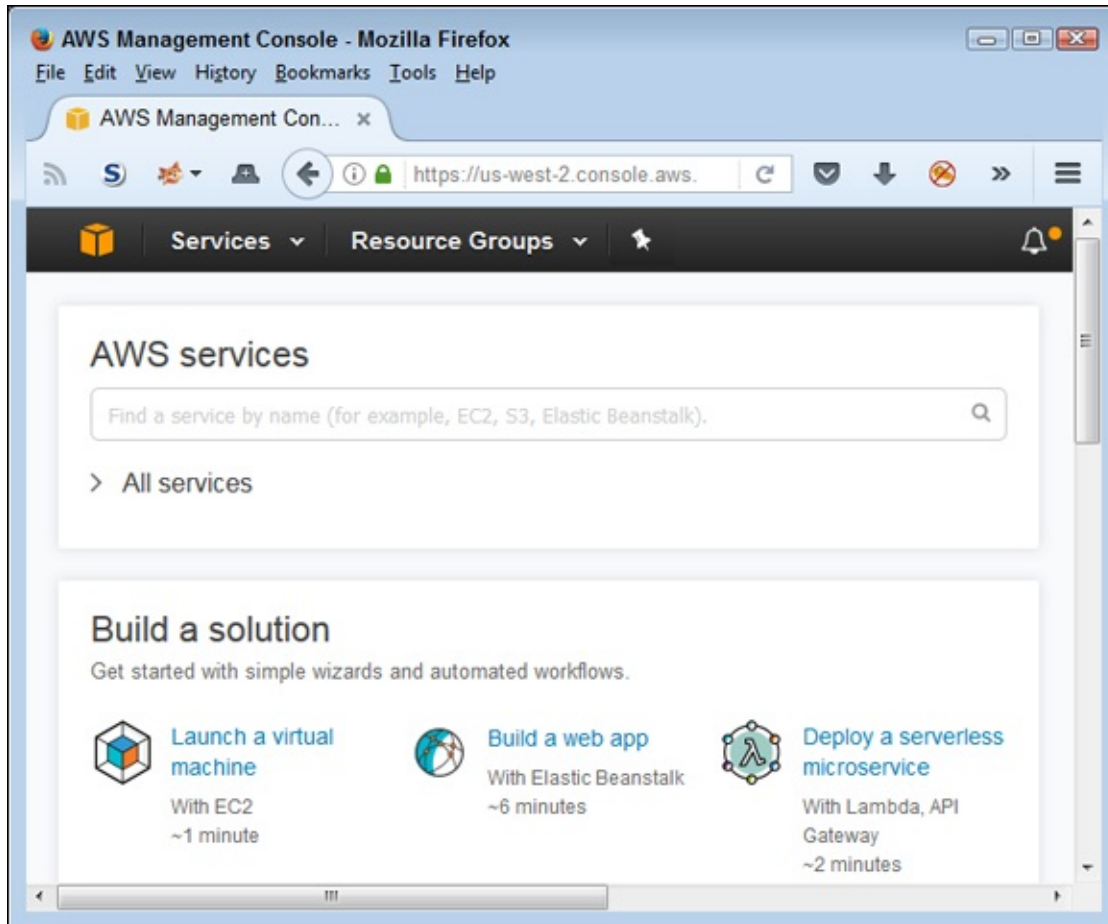 AWS Management Console - Mozilla Firefox
File Edit View History Bookmarks Tools Help
AWS Management Con...
https://us-west-2.console.aws.
Services Resource Groups
AWS services
Find a service by name (for example, EC2, S3, Elastic Beanstalk).
All services
Build a solution
Get started with simple wizards and automated workflows.
Launch a virtual
machine
With EC2
~1 minute
Build a web app
With Elastic Beanstalk
~6 minutes
Deploy a serverless
microservice
With Lambda, API
Gateway
~2 minutes